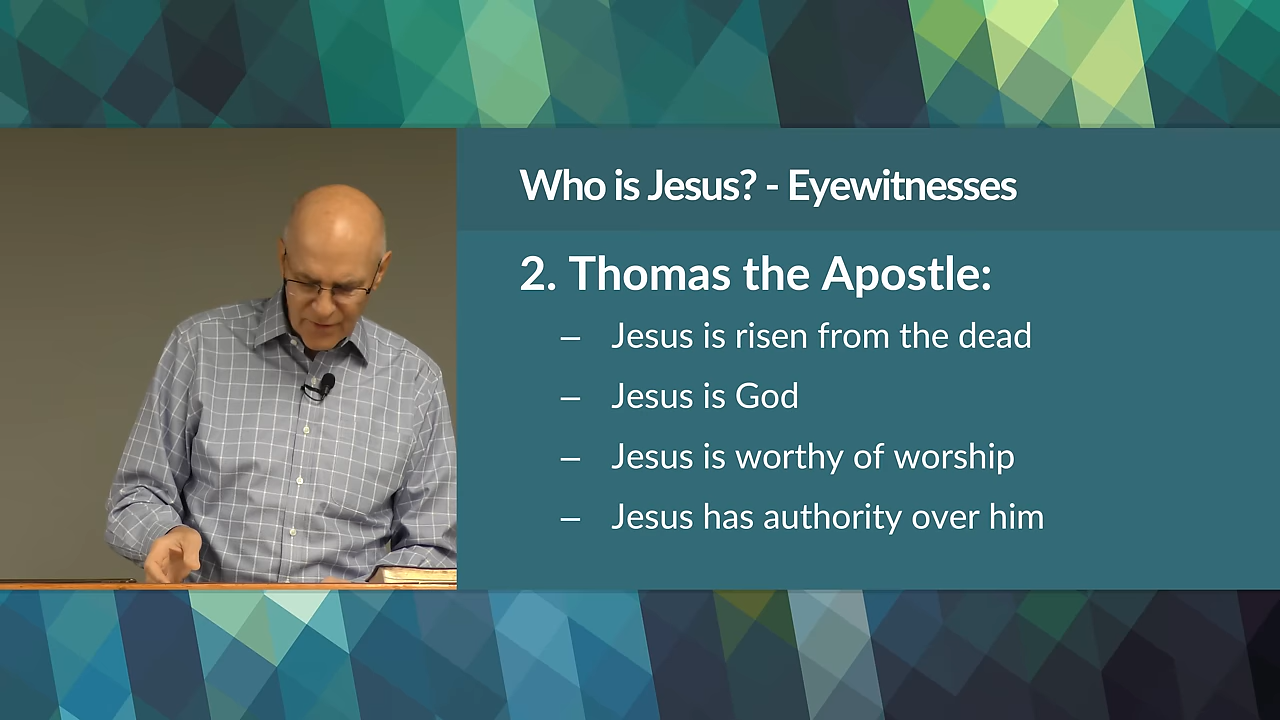 Who is Jesus? - Eyewitnesses
2. Thomas the Apostle:
– Jesus is risen from the dead
– Jesus is God
– Jesus is worthy of worship
– Jesus has authority over him